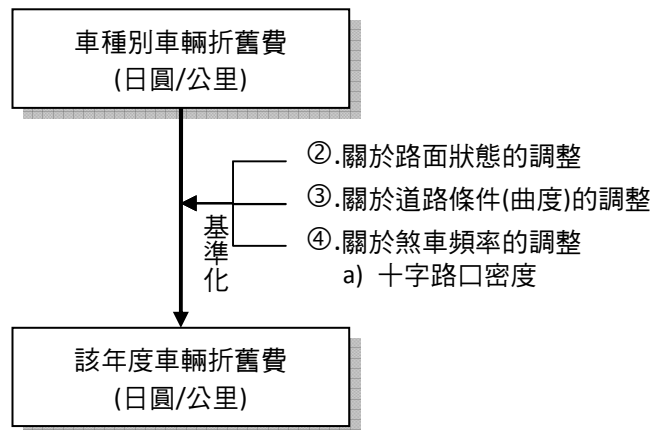 車種別車輛折舊費
(日圓/公里)
②.關於路面狀態的調整
③.關於道路條件(曲度)的調整
④.關於煞車頻率的調整
a) 十字路口密度
基準化
該年度車輛折舊費
(日圓/公里)